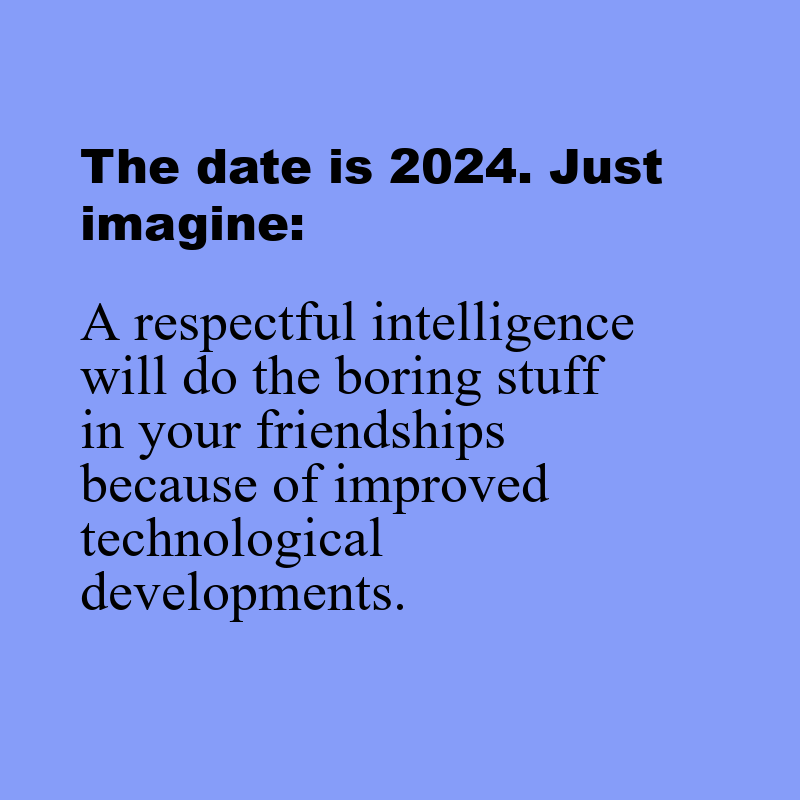 The date is 2024. Just
imagine:
A respectful intelligence
will do the boring stuff
in your friendships
because of improved
technological
developments.